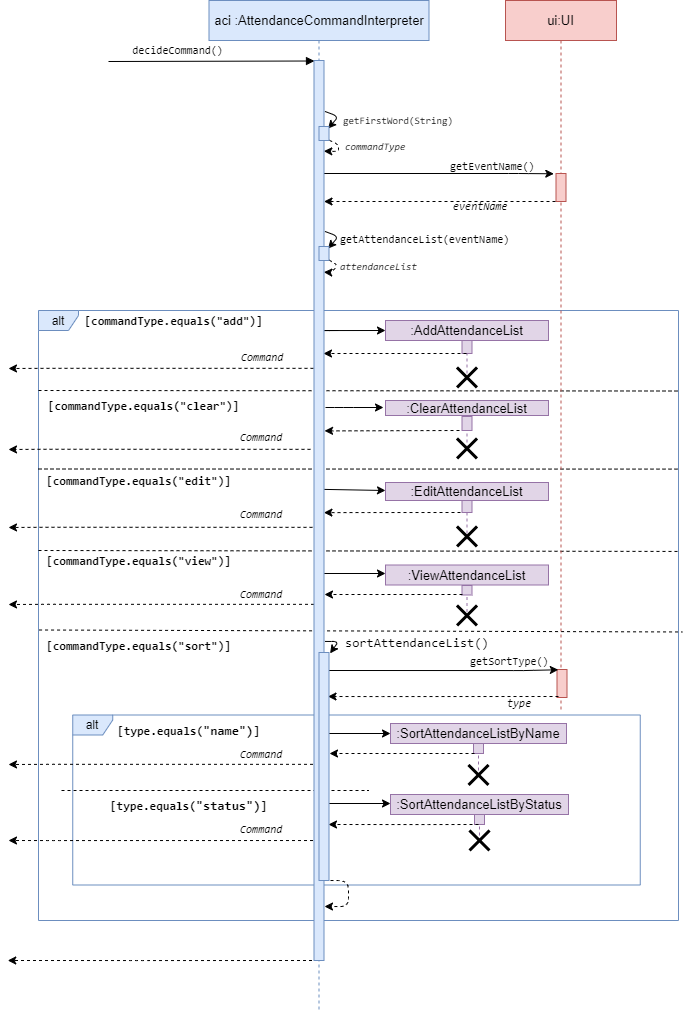 aci :AttendanceCommandInterpreter
ui:UI
decideCommand()
getFirstWord(String)
commandType
getEventName()
eventName
getAttendanceList(eventName)
attendanceList
alt
[commandType.equals("add")]
:AddAttendanceList
Command
[commandType.equals("clear")]
:ClearAttendanceList
Command
[commandType.equals("edit")]
:EditAttendanceList
Command
[commandType.equals("view")]
:ViewAttendanceList
Command
[commandType.equals("sort")]
sortAttendanceList()
getSortType()
type
alt
[type.equals("name")]
:SortAttendanceListByName
Command
[type.equals("status")]
:SortAttendanceListByStatus
Command